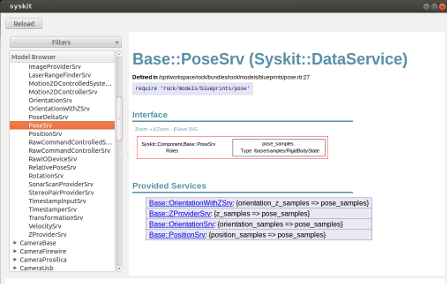 syskit
Reload
Filters
Model Browser
ImageProviderSrv
LaserRangeFinderSrv
Motion2DControlledSyste...
Motion2DControllerSrv
OrientationSrv
OrientationWithZSrv
PoseDeltaSrv
PoseSrv
PositionSrv
RawCommandControlledS...
RawCommandControllerSrv
RawIODeviceSrv
RelativePoseSrv
RotationSrv
SonarScanProviderSrv
StereoPairProviderSrv
TimestampInputSrv
TimestamperSrv
TransformationSrv
VelocitySrv
ZProviderSrv
CameraBase
CameraFirewire
CameraProsilica
CameraUsb
Base::PoseSrv (Syskit::DataService)
Defined in /opt/workspace/rock/bundles/rock/models/blueprints/pose.rb:27
require 'rock/models/blueprints/pose'
Interface
Zoom + / Zoom - / Save SVG
Syskit::Component,Base::PoseSrv
Roles
pose_samples
Type: /base/samples/RigidBodyState
Provided Services
Base::OrientationWithZSrv: {orientation_z_samples => pose_samples}
Base::ZProviderSrv: {z_samples => pose_samples}
Base::OrientationSrv: {orientation_samples => pose_samples}
Base::PositionSrv: {position_samples => pose_samples}